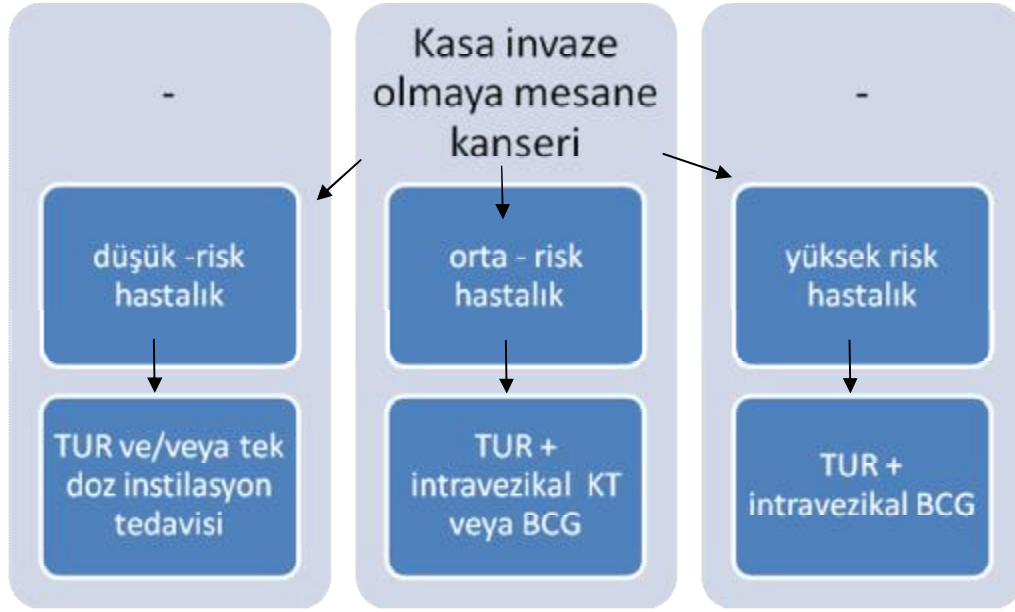 -
Kasa invaze
olmaya mesane
kanseri
-
düşük -risk
hastalık
orta - risk
hastalık
yüksek risk
hastalık
TUR ve/veya tek
doz instilasyon
tedavisi
TUR +
intravezikal KT
veya BCG
TUR +
intravezikal BCG